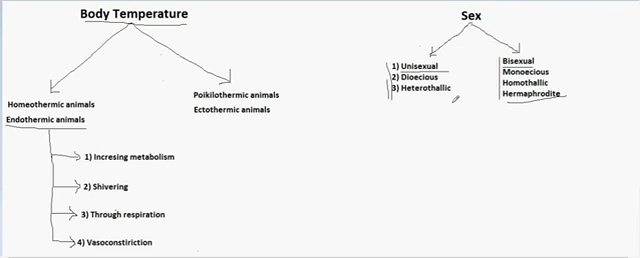 Body Temperature
Homeothermic animals
Endothermic animals
Poikilothermic animals
Ectothermic animals
1) Incresing metabolism
2) Shivering
3) Through respiration
4) Vasoconstiriction
Sex
1) Unisexual
2) Dioecious
3) Heterothallic
Bisexual
Monoecious
Homothallic
Hermaphrodite